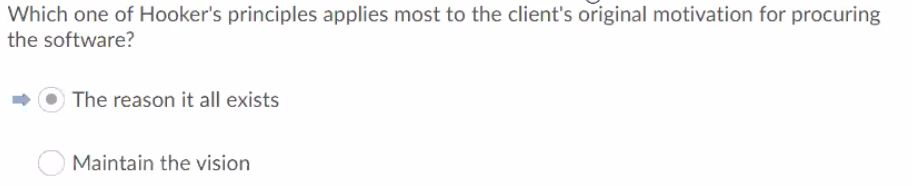 Which one of Hooker's principles applies most to the client's original motivation for procuring
the software?
The reason it all exists
Maintain the vision